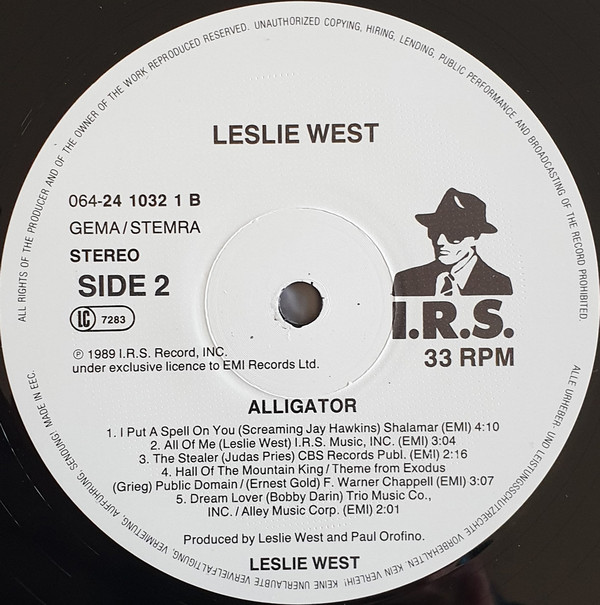 ALL RIGHTS OF THE PRODUCER AND OF THE OWNER OF THE WORK REPRODUCED RESERVED. UNAUTHORIZED COPYING, HIRING, LENDING, PUBLIC PERFORMANCE AND BROADCASTING OF THE RECORD PROHIBITED.
LESLIE WEST
064-24 1032 1 B
GEMA/STEMRA
STEREO
SIDE 2
LC 7283
I.R.S.
33 RPM
℗ 1989 I.R.S. Record, INC.
under exclusive licence to EMI Records Ltd.
ALLIGATOR
1. I Put A Spell On You (Screaming Jay Hawkins) Shalamar (EMI) 4:10
2. All Of Me (Leslie West) I.R.S. Music, INC. (EMI) 3:04
3. The Stealer (Judas Pries) CBS Records Publ. (EMI) 2:16
4. Hall Of The Mountain King / Theme from Exodus
(Grieg) Public Domain / (Ernest Gold) F. Warner Chappell (EMI) 3:07
5. Dream Lover (Bobby Darin) Trio Music Co.,
INC. / Alley Music Corp. (EMI) 2:01
Produced by Leslie West and Paul Orofino.
LESLIE WEST
ALLE URHEBER- UND LEISTUNGSSCHUTZRECHTE VORBEHALTEN. KEIN VERLEIH! KEINE UNERLAUBTE VERVIELFÄLTIGUNG, VERMIETUNG, AUFFÜHRUNG, SENDUNG! MADE IN EEC.